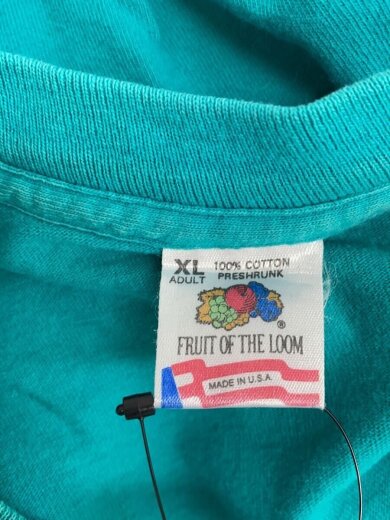 XL 100% COTTON
ADULT PRESHRUNK
®
FRUIT OF THE LOOM
MADE IN U.S.A.